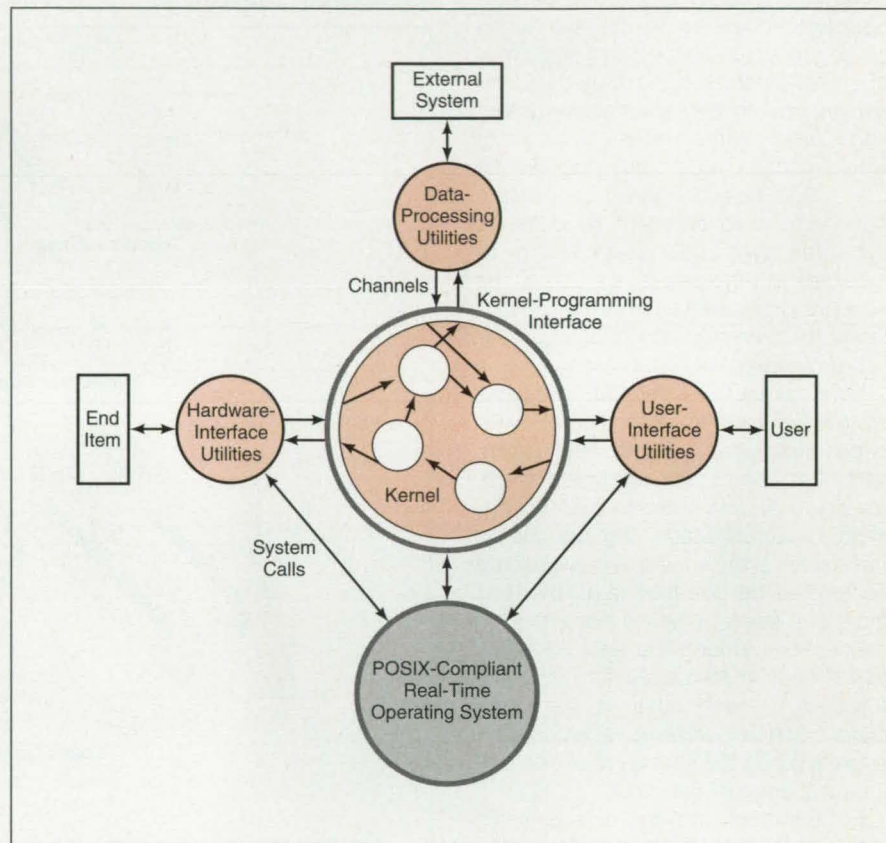 External
System
Data-
Processing
Utilities
Channels
Kernel-Programming
Interface
End
Item
Hardware-
Interface
Utilities
User-
Interface
Utilities
User
Kernel
System
Calls
POSIX-Compliant
Real-Time
Operating System